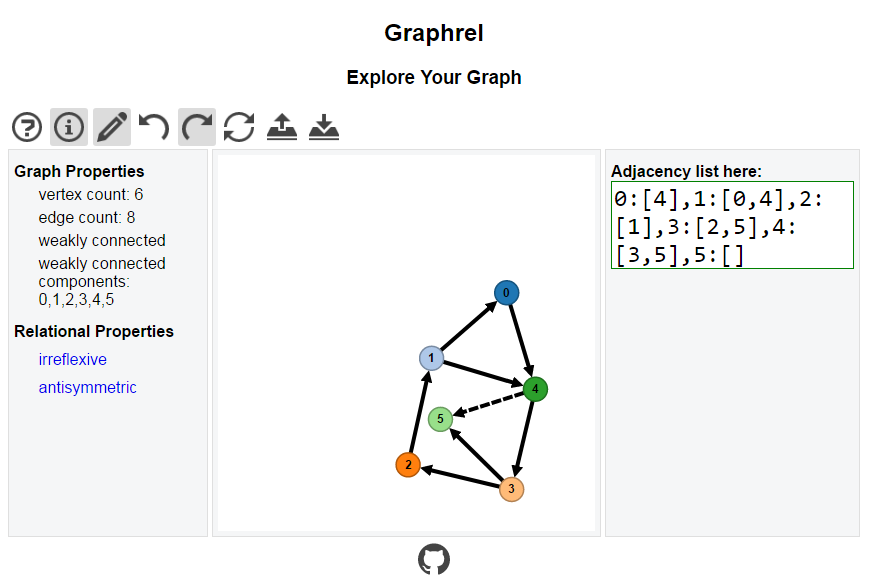 Graphrel
Explore Your Graph
Graph Properties
vertex count: 6
edge count: 8
weakly connected
weakly connected
components:
0,1,2,3,4,5
Relational Properties
irreflexive
antisymmetric
0
1
4
5
2
3
Adjacency list here:
0:[4],1:[0,4],2:
[1],3:[2,5],4:
[3,5],5:[]